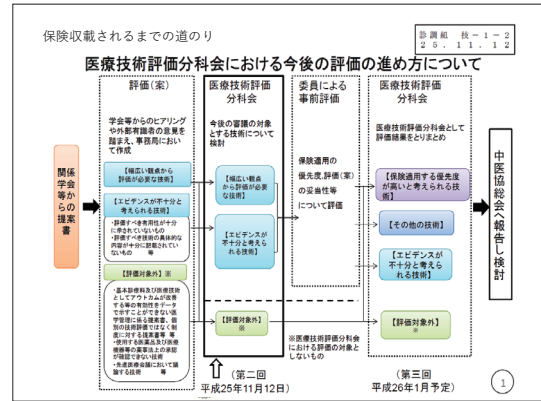 保険収載されるまでの道のり
診調組 技-1-2
25.11.12
医療技術評価分科会における今後の評価の進め方について
関係
学会
等からの提案書
評価(案)
学会等からのヒアリング
や外部有識者の意見を
踏まえ、事務局におい
て作成
【幅広い観点から
評価が必要な技術】
【エビデンスが不十分と
考えられる技術】
・評価すべき有用性が十分
に示されていないもの
・評価すべき技術の具体的な
内容が十分に記載されてい
ないもの 等
【評価対象外】※
・基本診療料及び医療技術
としてアウトカムが改善
する等の有効性をデータ
で示すことができない医
学管理に係る提案書、個
別の技術評価ではなく制
度に対する提案書等 等
・使用する医薬品及び医療
機器等の薬事法上の承認
が確認できない技術
・先進医療会議において議
論する技術 等
医療技術評価
分科会
今後の審議の対象
とする技術について
検討
【幅広い観点
から評価が必
要な技術】
【エビデンスが
不十分と考え
られる技術】
【評価対象外】
※
(第二回
平成25年11月12日)
委員による
事前評価
保険適用の
優先度,評価(案)
の妥当性等
について評価
※医療技術評価分科会
における評価の対象と
しないもの
医療技術評価
分科会
医療技術評価分科会として
評価結果をとりまとめ
【保険適用する優先度
が高いと考えられる技
術】
【その他の技術】
【エビデンスが
不十分と考え
られる技術】
【評価対象外】
※
(第三回
平成26年1月予定)
中医協総会へ報告し検討
1